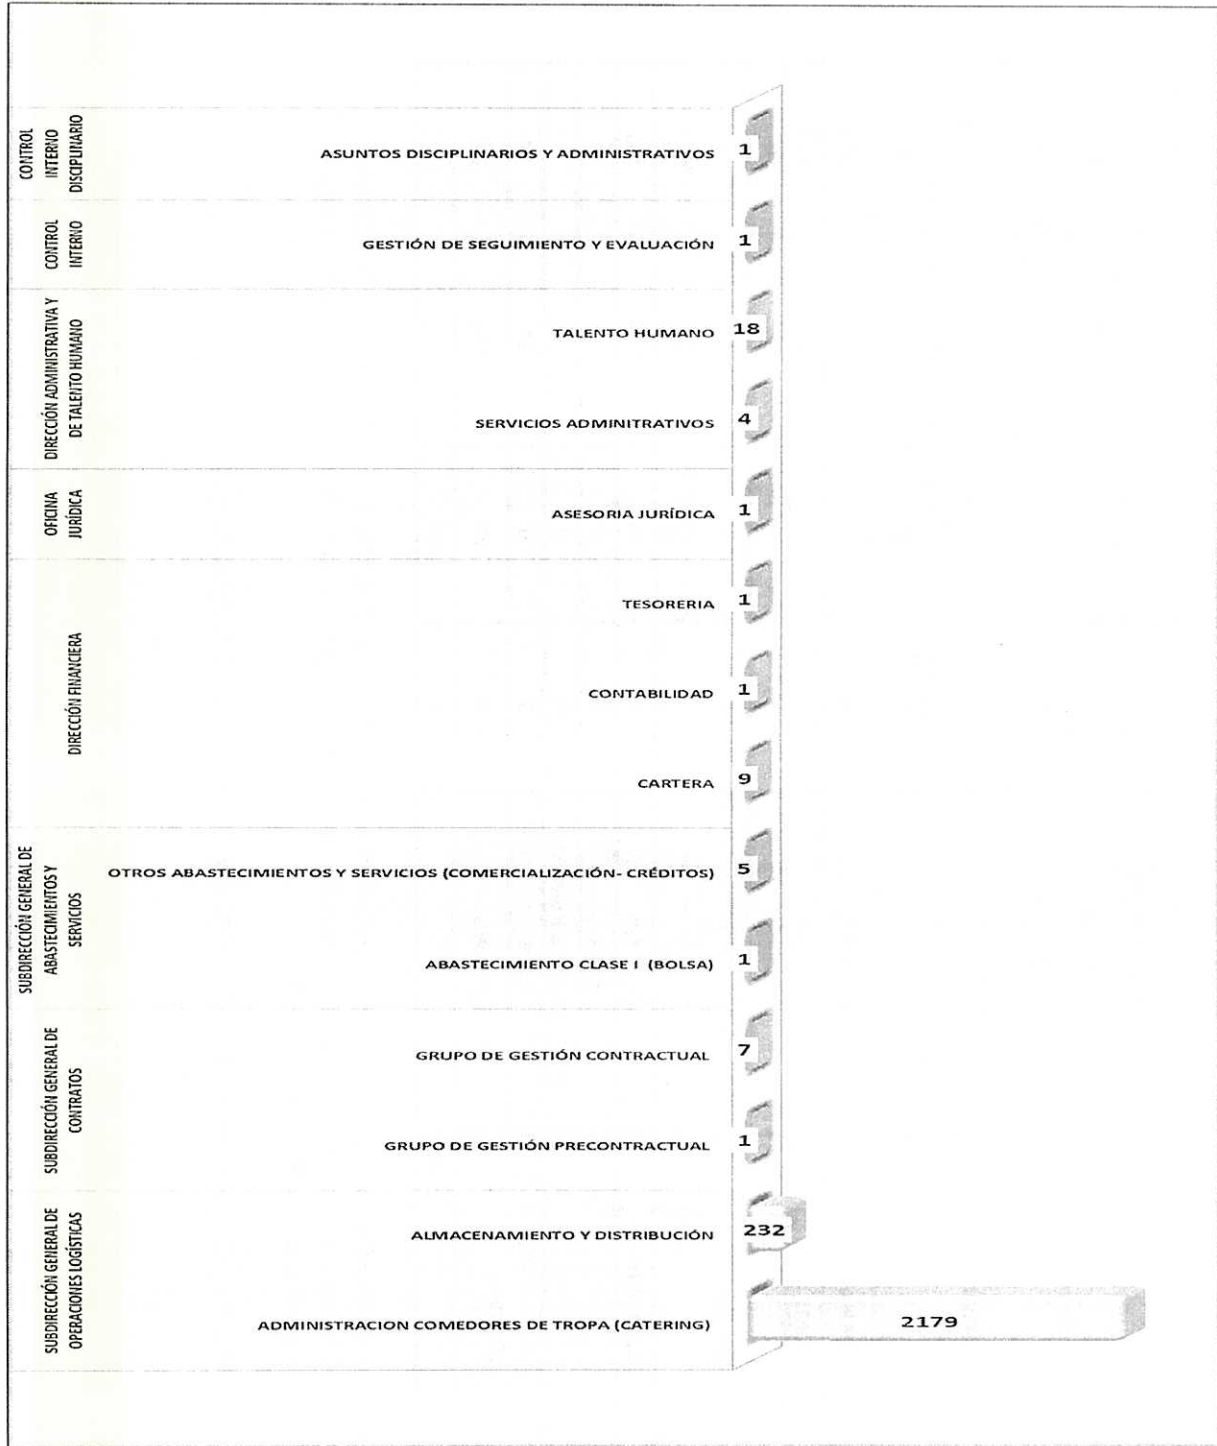 CONTROL
INTERNO
DISCIPLINARIO
ASUNTOS DISCIPLINARIOS Y ADMINISTRATIVOS 1
CONTROL
INTERNO
GESTIÓN DE SEGUIMIENTO Y EVALUACIÓN 1
DIRECCIÓN ADMINISTRATIVA Y
DE TALENTO HUMANO
TALENTO HUMANO 18
SERVICIOS ADMINITRATIVOS 4
OFICINA
JURÍDICA
ASESORIA JURÍDICA 1
DIRECCIÓN FINANCIERA
TESORERIA 1
CONTABILIDAD 1
CARTERA 9
SUBDIRECCIÓN GENERAL DE
ABASTECIMIENTOS Y
SERVICIOS
OTROS ABASTECIMIENTOS Y SERVICIOS (COMERCIALIZACIÓN- CRÉDITOS) 5
ABASTECIMIENTO CLASE I (BOLSA) 1
SUBDIRECCIÓN GENERAL DE
CONTRATOS
GRUPO DE GESTIÓN CONTRACTUAL 7
GRUPO DE GESTIÓN PRECONTRACTUAL 1
SUBDIRECCIÓN GENERAL DE
OPERACIONES LOGÍSTICAS
ALMACENAMIENTO Y DISTRIBUCIÓN 232
ADMINISTRACION COMEDORES DE TROPA (CATERING) 2179